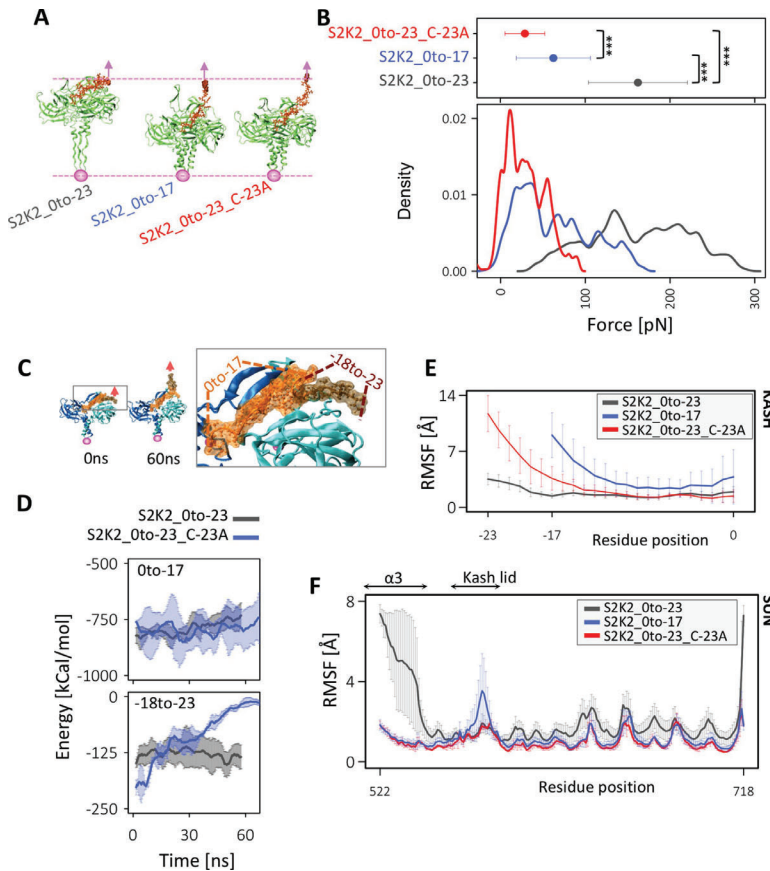 A
S2K2_0to-23
S2K2_0to-17
S2K2_0to-23_C-23A
B
S2K2_0to-23_C-23A
S2K2_0to-17
S2K2_0to-23
***
***
***
Density
0.02
0.01
0.00
0
100
200
300
Force [pN]
C
0ns
60ns
0to-17
-18to-23
D
S2K2_0to-23
S2K2_0to-23_C-23A
Energy [kCal/mol]
-500
-750
-1000
0to-17
0
-125
-250
-18to-23
0
30
60
Time [ns]
E
RMSF [Å]
14
7
0
S2K2_0to-23
S2K2_0to-17
S2K2_0to-23_C-23A
-23
-17
Residue position
0
KASH
F
α3
Kash lid
RMSF [Å]
8
4
0
S2K2_0to-23
S2K2_0to-17
S2K2_0to-23_C-23A
522
Residue position
718
SUN